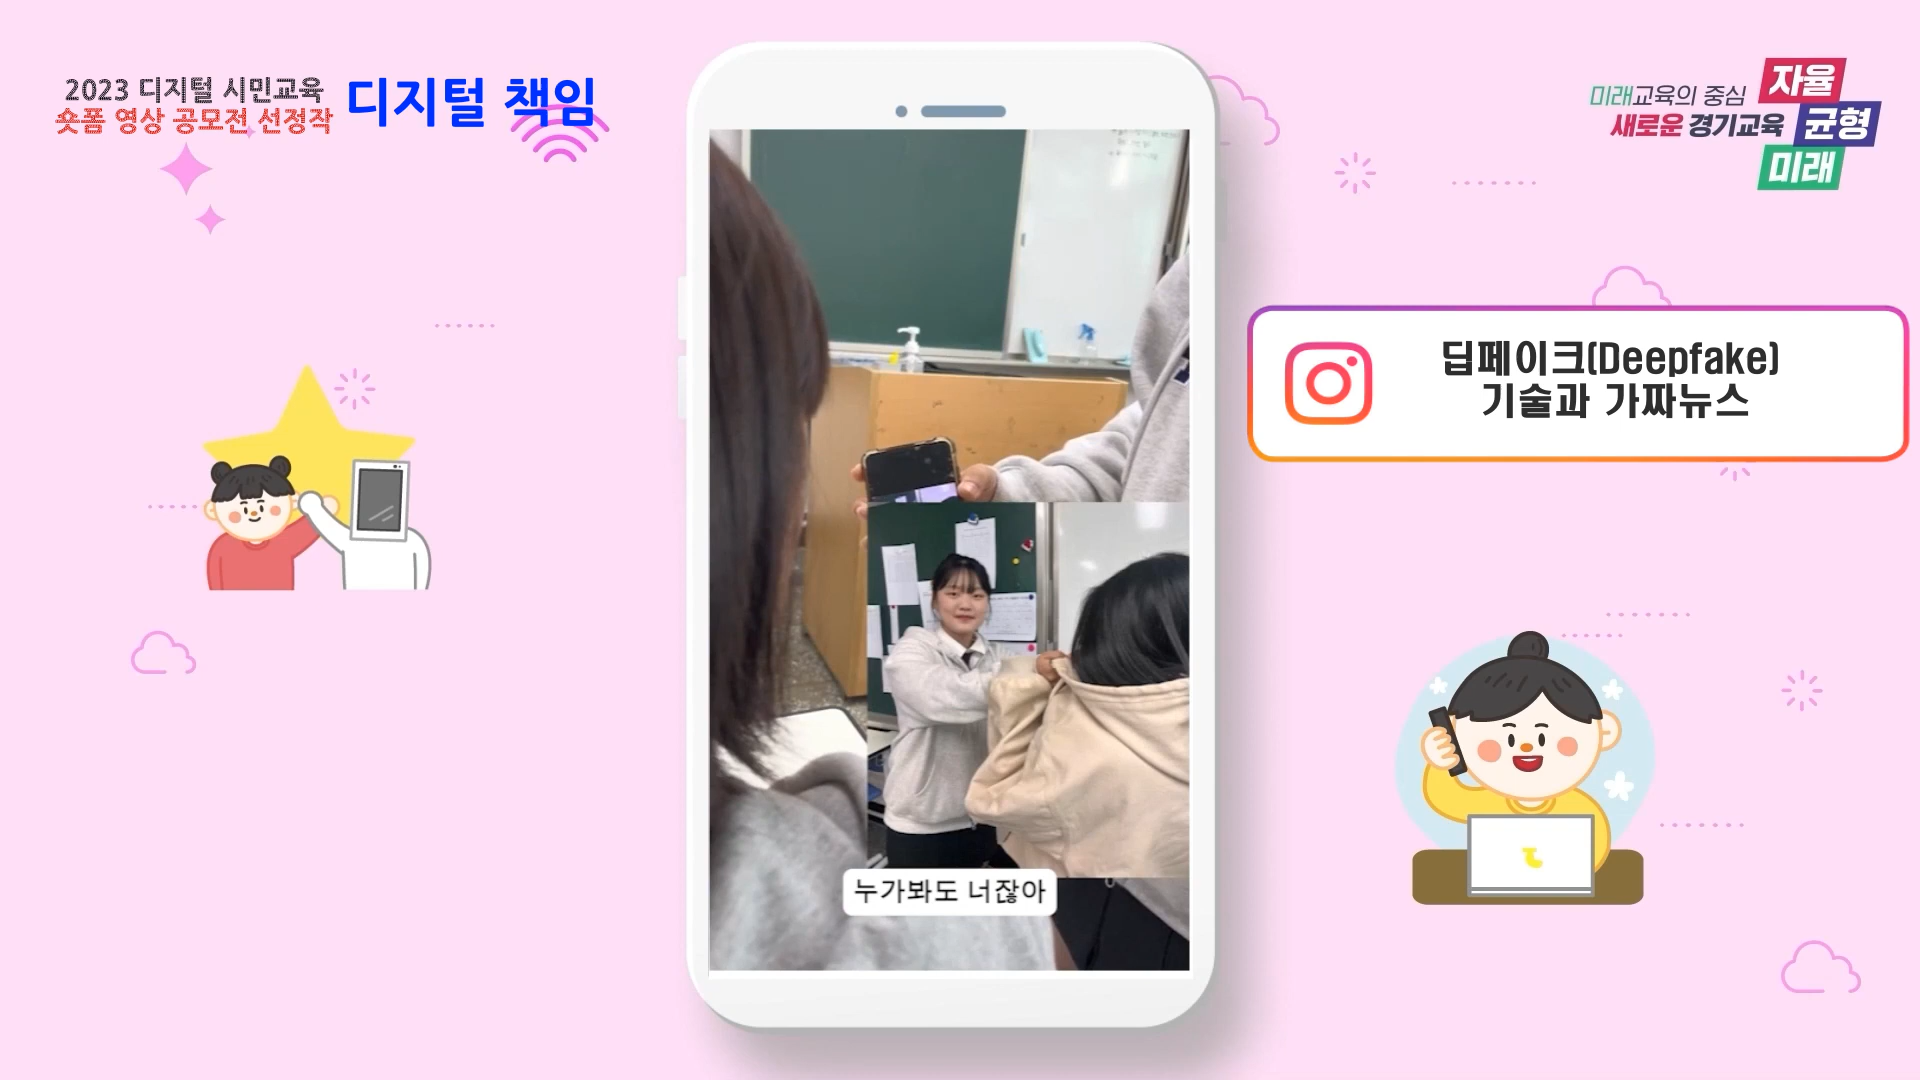 2023 디지털 시민교육
숏폼 영상 공모전 선정작
디지털 책임
미래교육의 중심
새로운 경기교육
자율
균형
미래
딥페이크(Deepfake)
기술과 가짜뉴스
누가봐도 너잖아